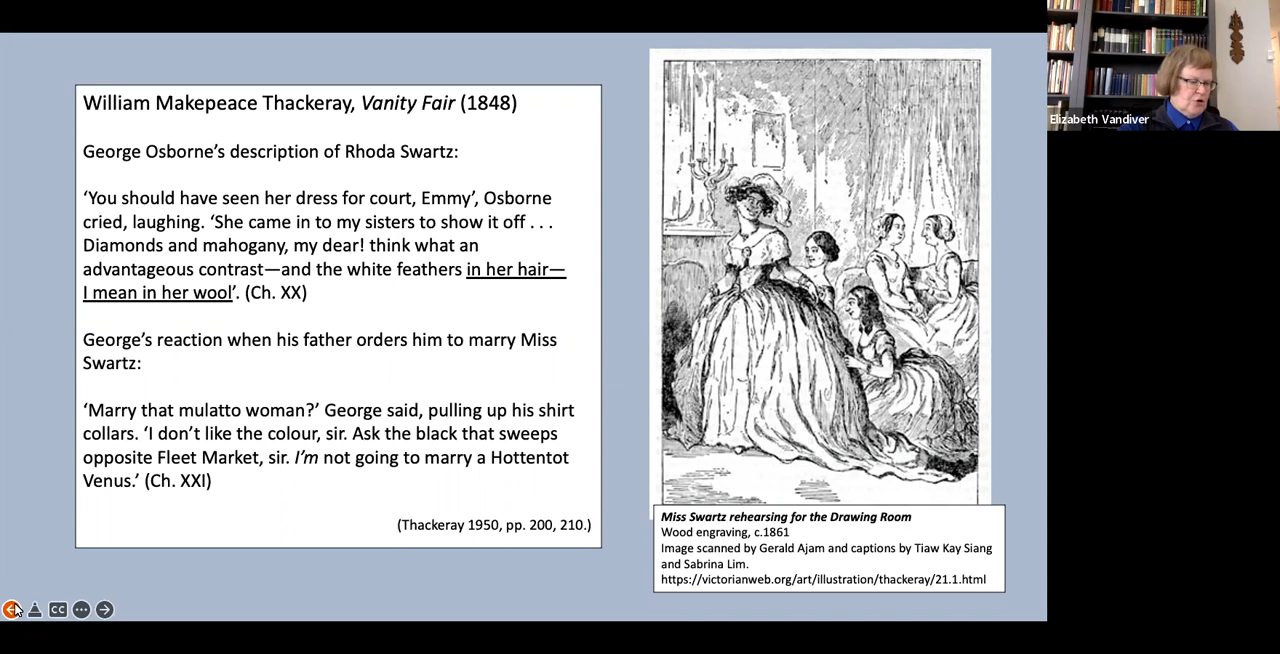 William Makepeace Thackeray, Vanity Fair (1848)
George Osborne’s description of Rhoda Swartz:
‘You should have seen her dress for court, Emmy’, Osborne
cried, laughing. ‘She came in to my sisters to show it off . . .
Diamonds and mahogany, my dear! think what an
advantageous contrast—and the white feathers in her hair—
I mean in her wool’. (Ch. XX)
George’s reaction when his father orders him to marry Miss
Swartz:
‘Marry that mulatto woman?’ George said, pulling up his shirt
collars. ‘I don’t like the colour, sir. Ask the black that sweeps
opposite Fleet Market, sir. I’m not going to marry a Hottentot
Venus.’ (Ch. XXI)
(Thackeray 1950, pp. 200, 210.)
Miss Swartz rehearsing for the Drawing Room
Wood engraving, c.1861
Image scanned by Gerald Ajam and captions by Tiaw Kay Siang
and Sabrina Lim.
https://victorianweb.org/art/illustration/thackeray/21.1.html
Elizabeth Vandiver
CC